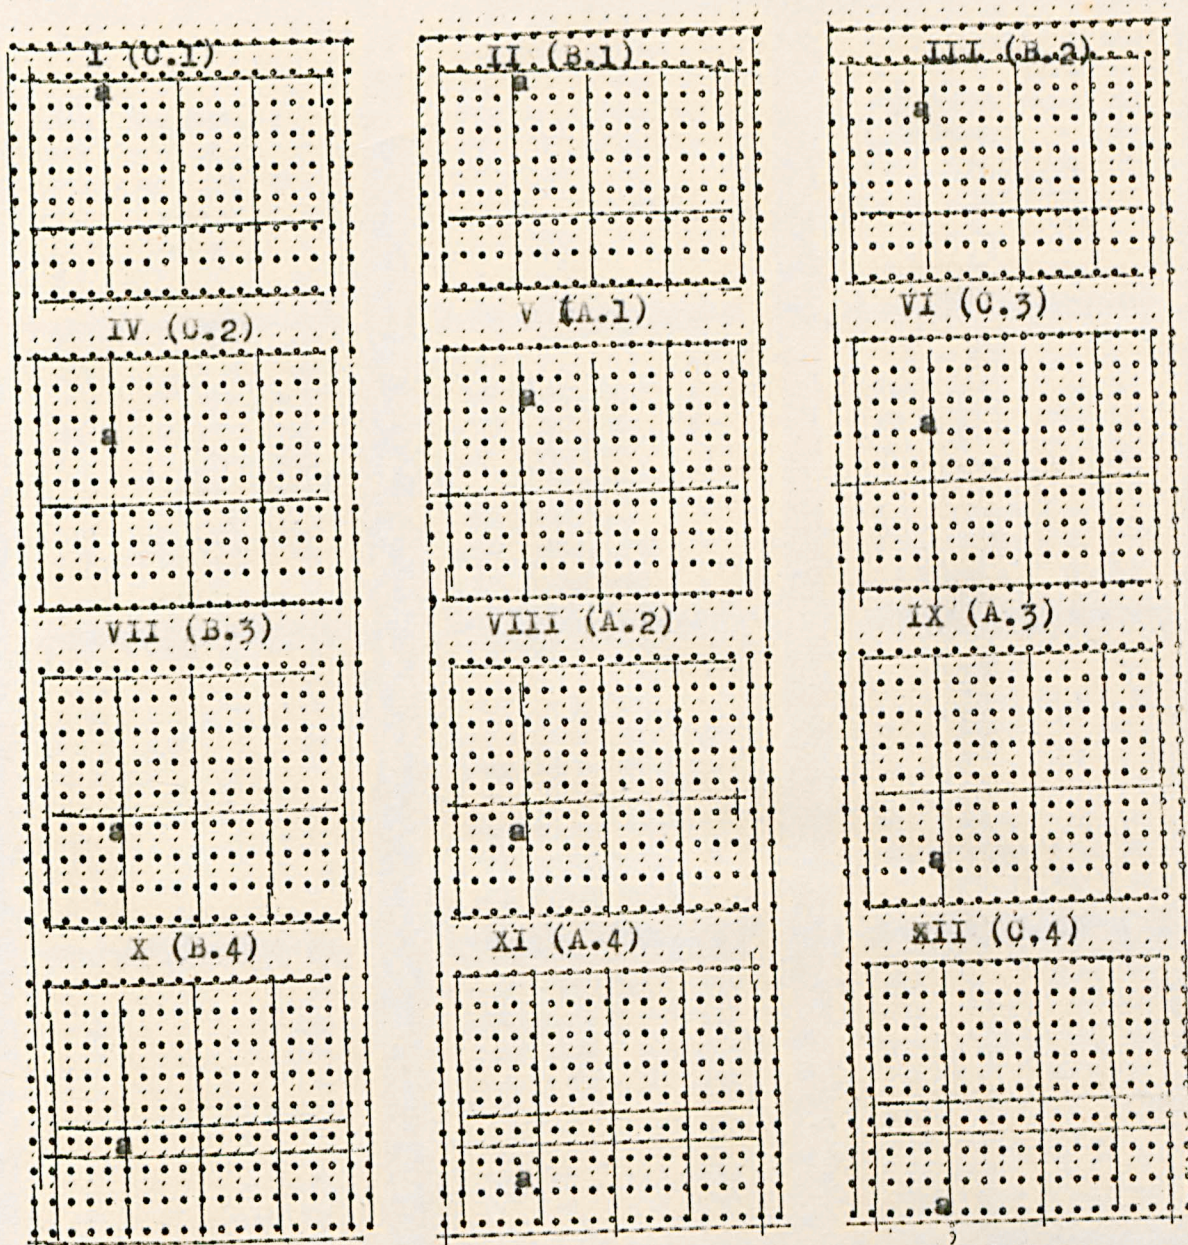 I (C.1) II (B.1) III (B.2)
a a a
IV (C.2) V (A.1) VI (C.3)
a a a
VII (B.3) VIII (A.2) IX (A.3)
a a a
X (B.4) XI (A.4) XII (C.4)
a a a